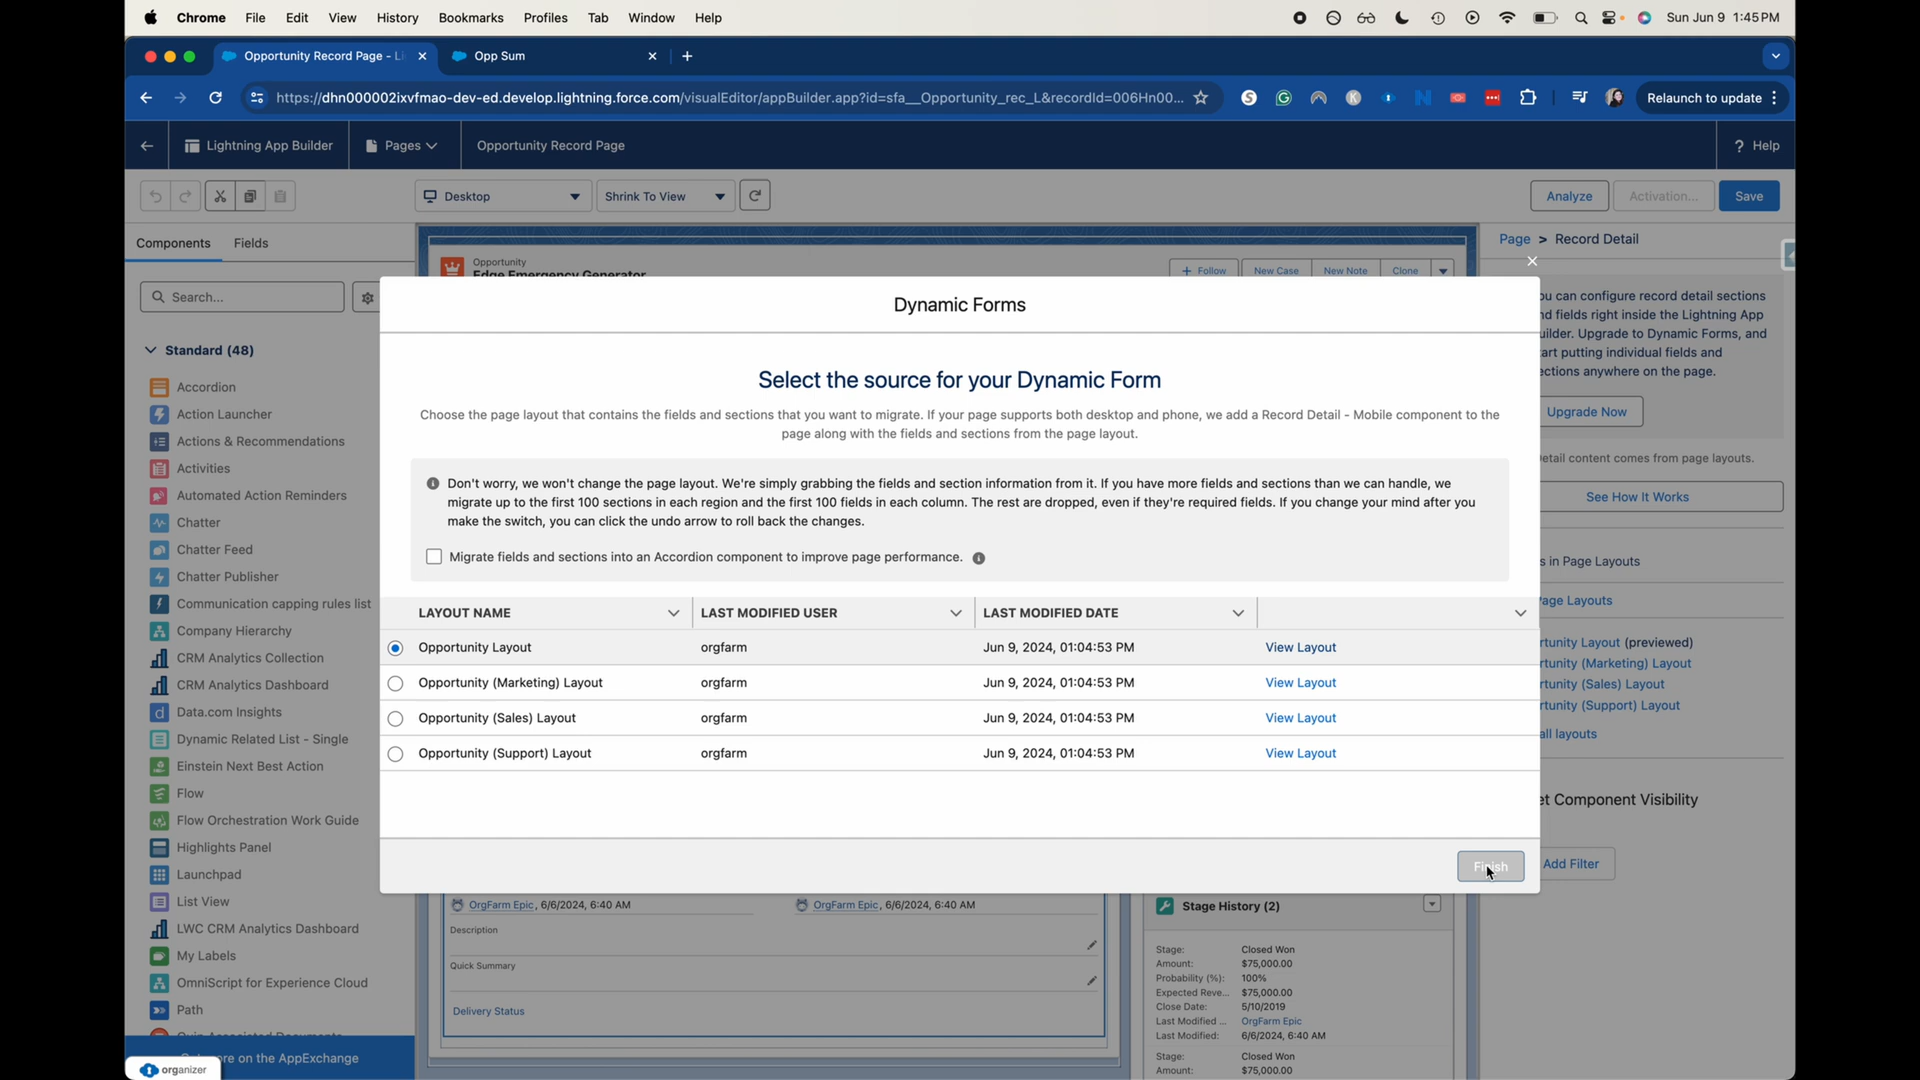 Chrome File Edit View History Bookmarks Profiles Tab Window Help Sun Jun 9 1:45 PM
Opportunity Record Page - Li Opp Sum
https://dhn000002ixvfmao-dev-ed.develop.lightning.force.com/visualEditor/appBuilder.app?id=sfa__Opportunity_rec_L&recordId=006Hn00... Relaunch to update
Lightning App Builder Pages Opportunity Record Page ? Help
Desktop Shrink To View Analyze Activation... Save
Components Fields
Page > Record Detail
Opportunity
Edge Emergency Generator
+ Follow New Case New Note Clone
Search...
Standard (48)
Accordion
Action Launcher
Actions & Recommendations
Activities
Automated Action Reminders
Chatter
Chatter Feed
Chatter Publisher
Communication capping rules list
Company Hierarchy
CRM Analytics Collection
CRM Analytics Dashboard
Data.com Insights
Dynamic Related List - Single
Einstein Next Best Action
Flow
Flow Orchestration Work Guide
Highlights Panel
Launchpad
List View
LWC CRM Analytics Dashboard
My Labels
OmniScript for Experience Cloud
Path
re on the AppExchange
organizer
Dynamic Forms
Select the source for your Dynamic Form
Choose the page layout that contains the fields and sections that you want to migrate. If your page supports both desktop and phone, we add a Record Detail - Mobile component to the
page along with the fields and sections from the page layout.
Don't worry, we won't change the page layout. We're simply grabbing the fields and section information from it. If you have more fields and sections than we can handle, we
migrate up to the first 100 sections in each region and the first 100 fields in each column. The rest are dropped, even if they're required fields. If you change your mind after you
make the switch, you can click the undo arrow to roll back the changes.
Migrate fields and sections into an Accordion component to improve page performance.
LAYOUT NAME LAST MODIFIED USER LAST MODIFIED DATE
Opportunity Layout orgfarm Jun 9, 2024, 01:04:53 PM View Layout
Opportunity (Marketing) Layout orgfarm Jun 9, 2024, 01:04:53 PM View Layout
Opportunity (Sales) Layout orgfarm Jun 9, 2024, 01:04:53 PM View Layout
Opportunity (Support) Layout orgfarm Jun 9, 2024, 01:04:53 PM View Layout
Finish
ou can configure record detail sections
nd fields right inside the Lightning App
uilder. Upgrade to Dynamic Forms, and
art putting individual fields and
ections anywhere on the page.
Upgrade Now
etail content comes from page layouts.
See How It Works
s in Page Layouts
age Layouts
rtunity Layout (previewed)
rtunity (Marketing) Layout
rtunity (Sales) Layout
rtunity (Support) Layout
all layouts
et Component Visibility
Add Filter
OrgFarm Epic, 6/6/2024, 6:40 AM OrgFarm Epic, 6/6/2024, 6:40 AM
Description
Quick Summary
Delivery Status
Stage History (2)
Stage: Closed Won
Amount: $75,000.00
Probability (%): 100%
Expected Reve... $75,000.00
Close Date: 5/10/2019
Last Modified ... OrgFarm Epic
Last Modified: 6/6/2024, 6:40 AM
Stage: Closed Won
Amount: $75,000.00